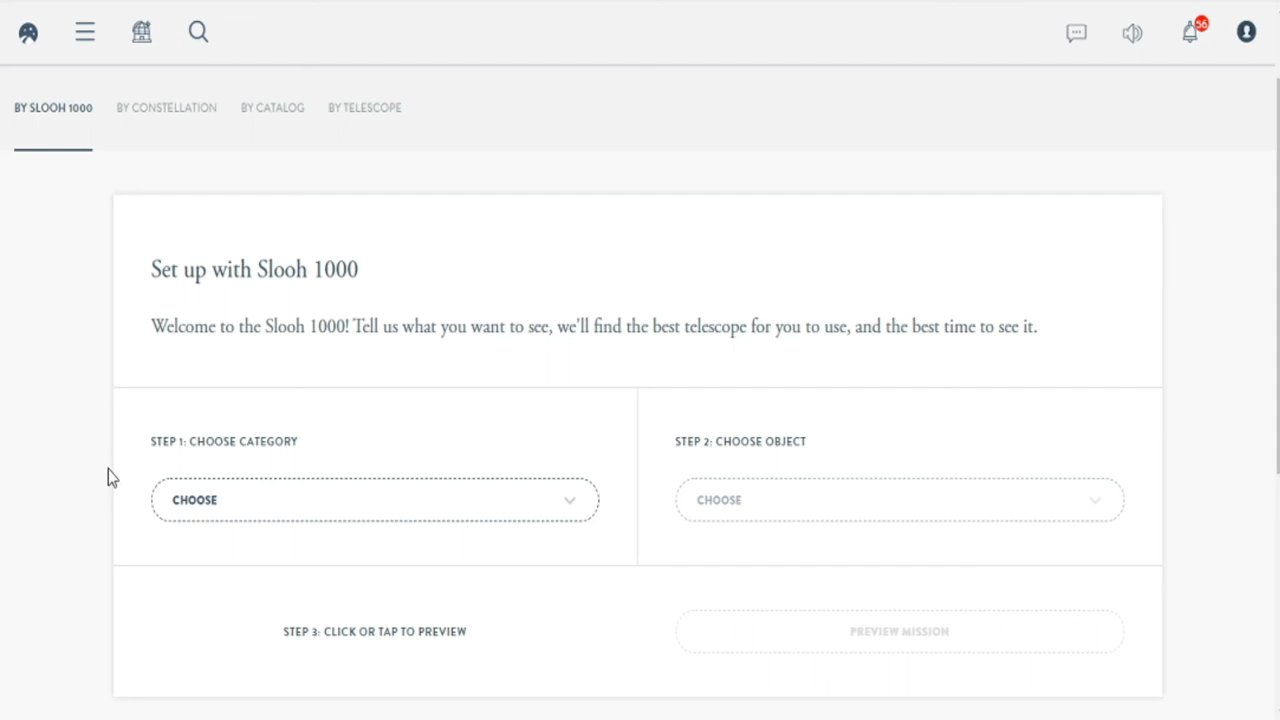 56
BY SLOOH 1000 BY CONSTELLATION BY CATALOG BY TELESCOPE
Set up with Slooh 1000
Welcome to the Slooh 1000! Tell us what you want to see, we'll find the best telescope for you to use, and the best time to see it.
STEP 1: CHOOSE CATEGORY
CHOOSE
STEP 2: CHOOSE OBJECT
CHOOSE
STEP 3: CLICK OR TAP TO PREVIEW
PREVIEW MISSION